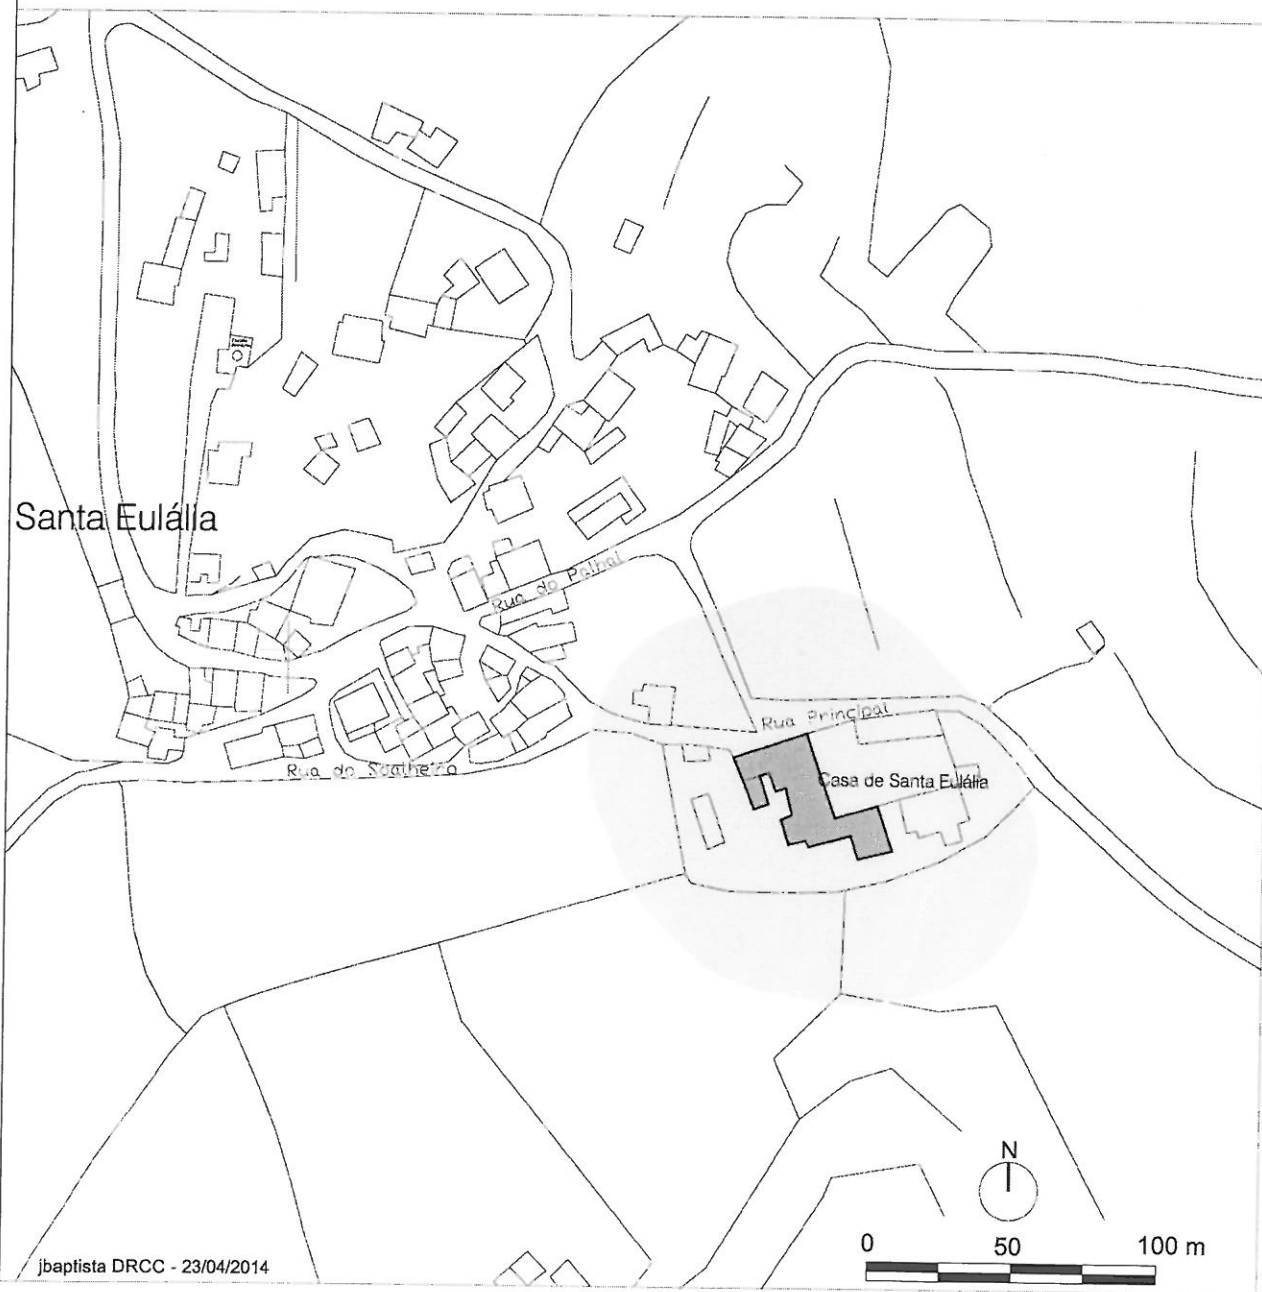 Santa Eulália
Rua do Palhal
Rua Principal
Rua do Soalheiro
Casa de Santa Eulália
N
0 50 100 m
jbaptista DRCC - 23/04/2014